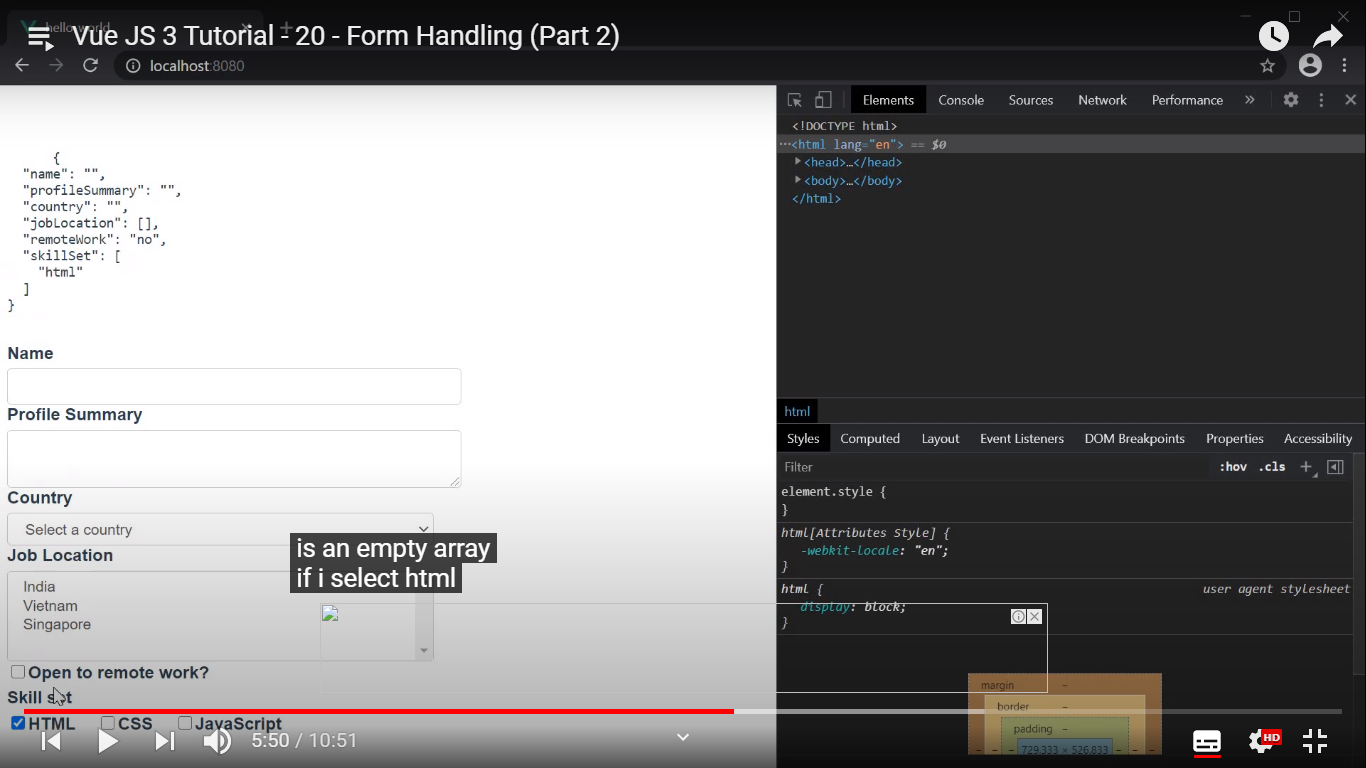 hello world
Vue JS 3 Tutorial - 20 - Form Handling (Part 2)
localhost:8080
Elements Console Sources Network Performance »
<!DOCTYPE html>
⋯<html lang="en"> == $0
<head>…</head>
<body>…</body>
</html>
{
"name": "",
"profileSummary": "",
"country": "",
"jobLocation": [],
"remoteWork": "no",
"skillSet": [
"html"
]
}
Name
Profile Summary
Country
Select a country
Job Location
India
Vietnam
Singapore
is an empty array
if i select html
Open to remote work?
Skill set
HTML CSS JavaScript
5:50 / 10:51
html
Styles Computed Layout Event Listeners DOM Breakpoints Properties Accessibility
Filter :hov .cls +
element.style {
}
html[Attributes Style] {
-webkit-locale: "en";
}
html { user agent stylesheet
display: block;
}
margin –
border –
padding –
– – – 729.333 × 526.833 – – –
HD